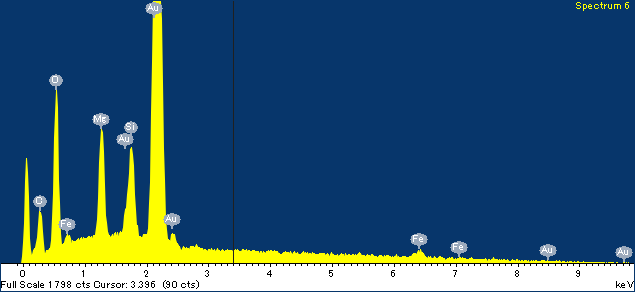 Spectrum 6
Au
O
Mg
Si
Au
C
Fe
Au
Fe
Fe
Au
Au
0 1 2 3 4 5 6 7 8 9
Full Scale 1798 cts Cursor: 3.396 (90 cts) keV